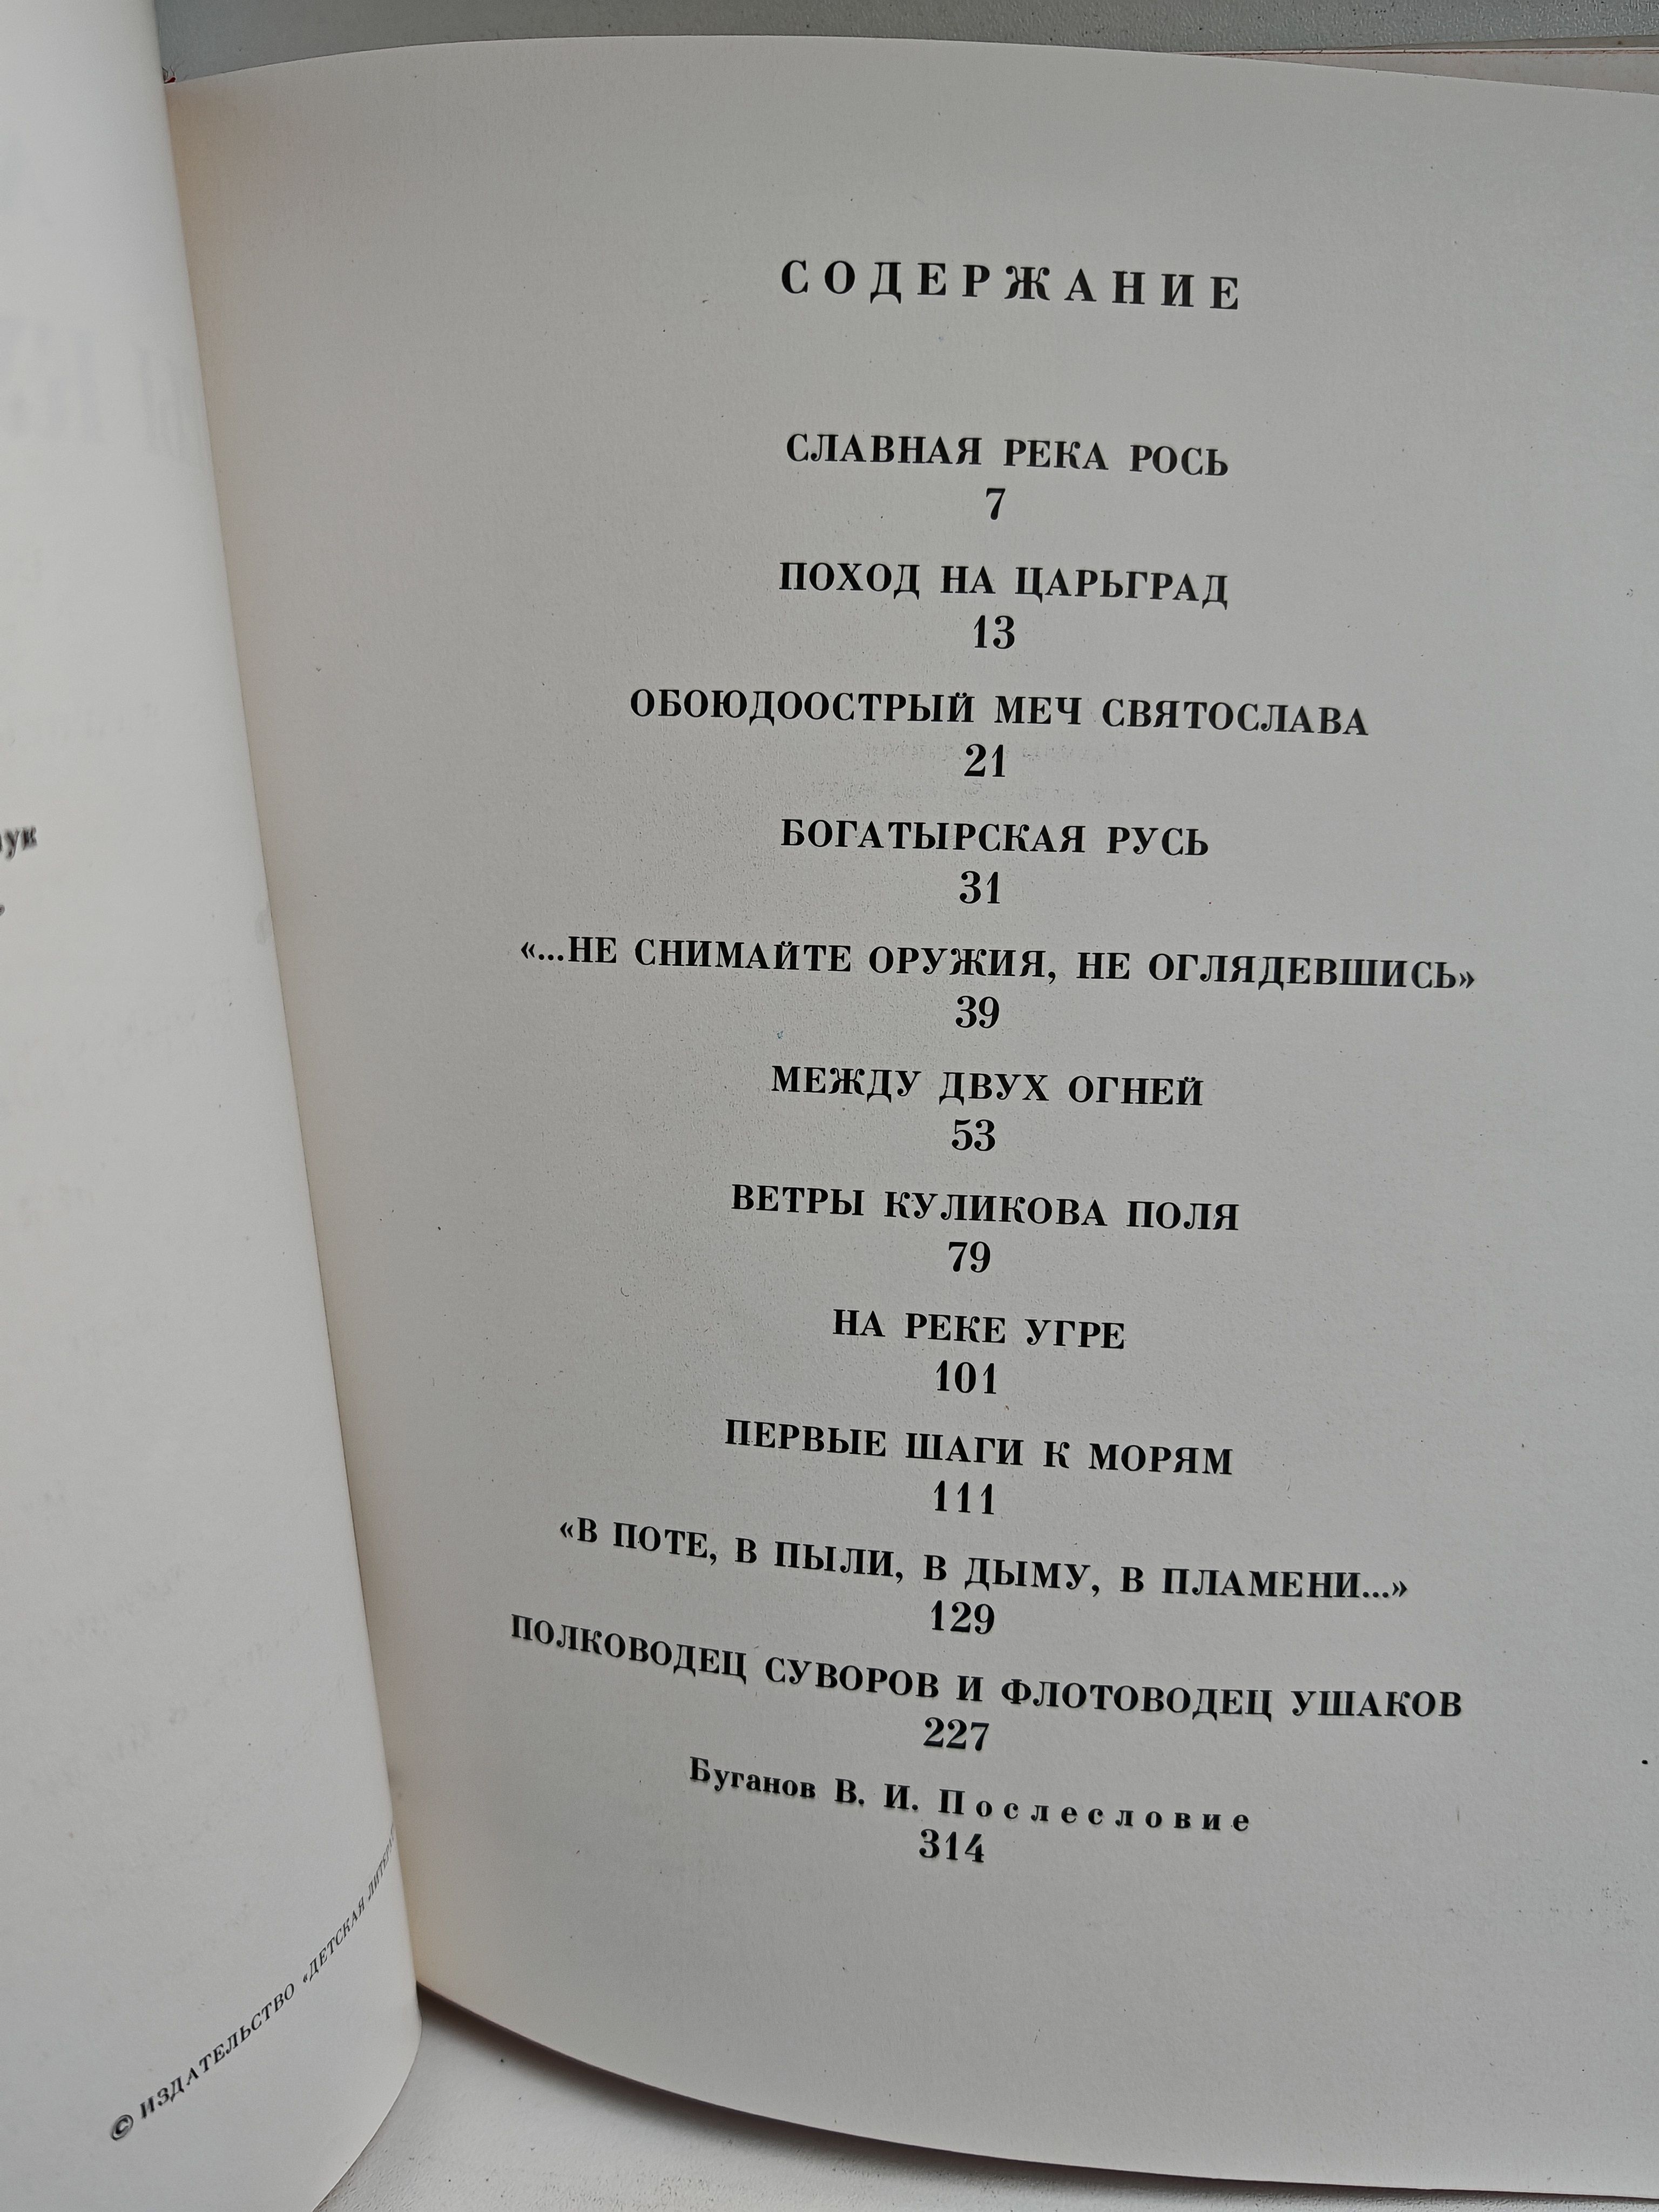 СОДЕРЖАНИЕ
СЛАВНАЯ РЕКА РОСЬ
7
ПОХОД НА ЦАРЬГРАД
13
ОБОЮДООСТРЫЙ МЕЧ СВЯТОСЛАВА
21
БОГАТЫРСКАЯ РУСЬ
31
«...НЕ СНИМАЙТЕ ОРУЖИЯ, НЕ ОГЛЯДЕВШИСЬ»
39
МЕЖДУ ДВУХ ОГНЕЙ
53
ВЕТРЫ КУЛИКОВА ПОЛЯ
79
НА РЕКЕ УГРЕ
101
ПЕРВЫЕ ШАГИ К МОРЯМ
111
«В ПОТЕ, В ПЫЛИ, В ДЫМУ, В ПЛАМЕНИ...»
129
ПОЛКОВОДЕЦ СУВОРОВ И ФЛОТОВОДЕЦ УШАКОВ
227
Буганов В. И. Послесловие
314
© ИЗДАТЕЛЬСТВО «ДЕТСКАЯ